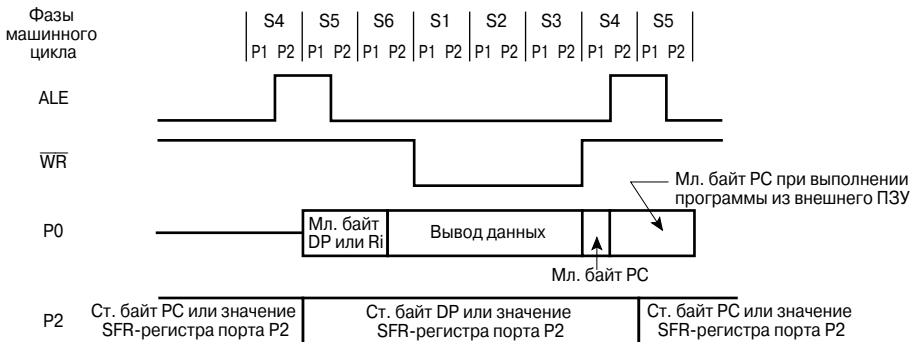 Фазы
машинного
цикла
S4 S5 S6 S1 S2 S3 S4 S5
P1 P2 P1 P2 P1 P2 P1 P2 P1 P2 P1 P2 P1 P2 P1 P2
ALE
WR
Мл. байт PC при выполнении
программы из внешнего ПЗУ
P0
Мл. байт
DP или Ri
Вывод данных
Мл. байт PC
P2
Ст. байт PC или значение
SFR-регистра порта P2
Ст. байт DP или значение
SFR-регистра порта P2
Ст. байт PC или значение
SFR-регистра порта P2